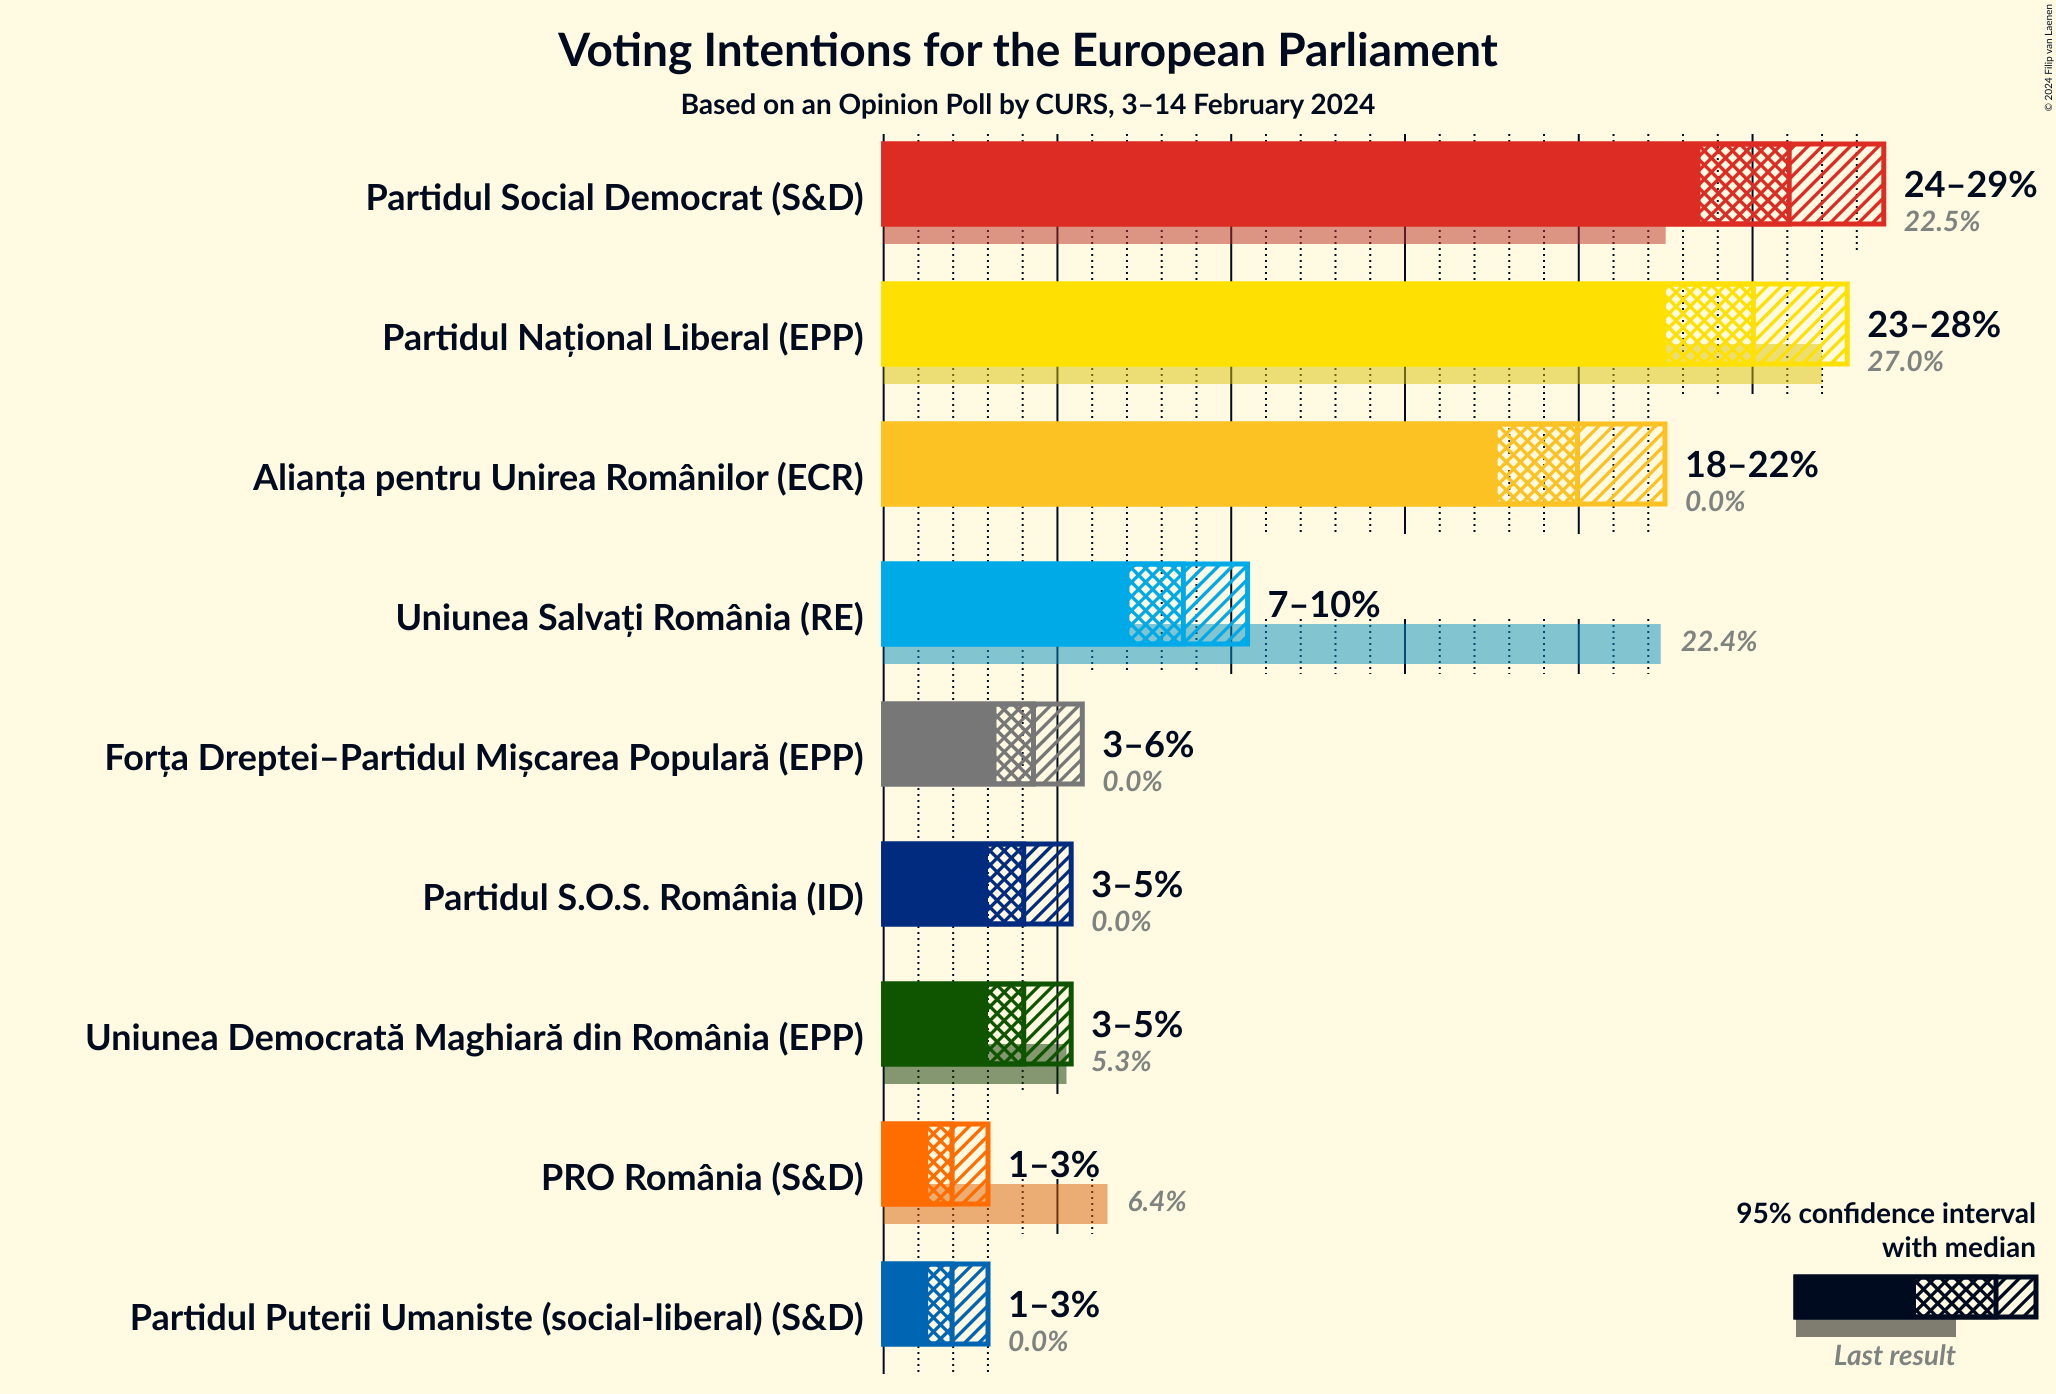 Voting Intentions for the European Parliament
Based on an Opinion Poll by CURS, 3–14 February 2024
© 2024 Filip van Laenen
Partidul Social Democrat (S&D)
24–29%
22.5%
Partidul Național Liberal (EPP)
23–28%
27.0%
Alianța pentru Unirea Românilor (ECR)
18–22%
0.0%
Uniunea Salvați România (RE)
7–10%
22.4%
Forța Dreptei–Partidul Mișcarea Populară (EPP)
3–6%
0.0%
Partidul S.O.S. România (ID)
3–5%
0.0%
Uniunea Democrată Maghiară din România (EPP)
3–5%
5.3%
PRO România (S&D)
1–3%
6.4%
Partidul Puterii Umaniste (social-liberal) (S&D)
1–3%
0.0%
95% confidence interval
with median
Last result